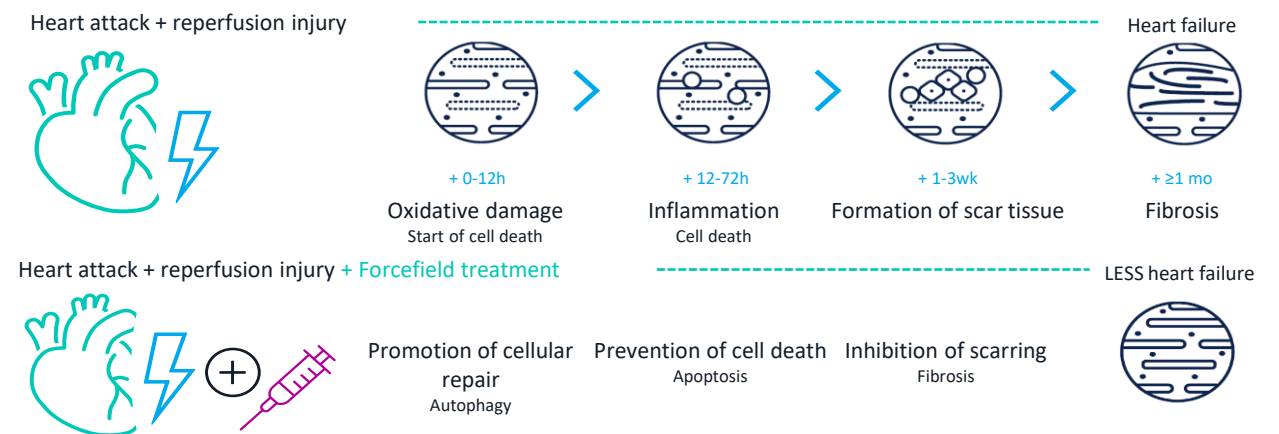 Heart attack + reperfusion injury
Heart failure
+ 0-12h
+ 12-72h
+ 1-3wk
+ ≥1 mo
Oxidative damage
Inflammation
Formation of scar tissue
Fibrosis
Start of cell death
Cell death
Heart attack + reperfusion injury + Forcefield treatment
LESS heart failure
Promotion of cellular
repair
Autophagy
Prevention of cell death
Apoptosis
Inhibition of scarring
Fibrosis